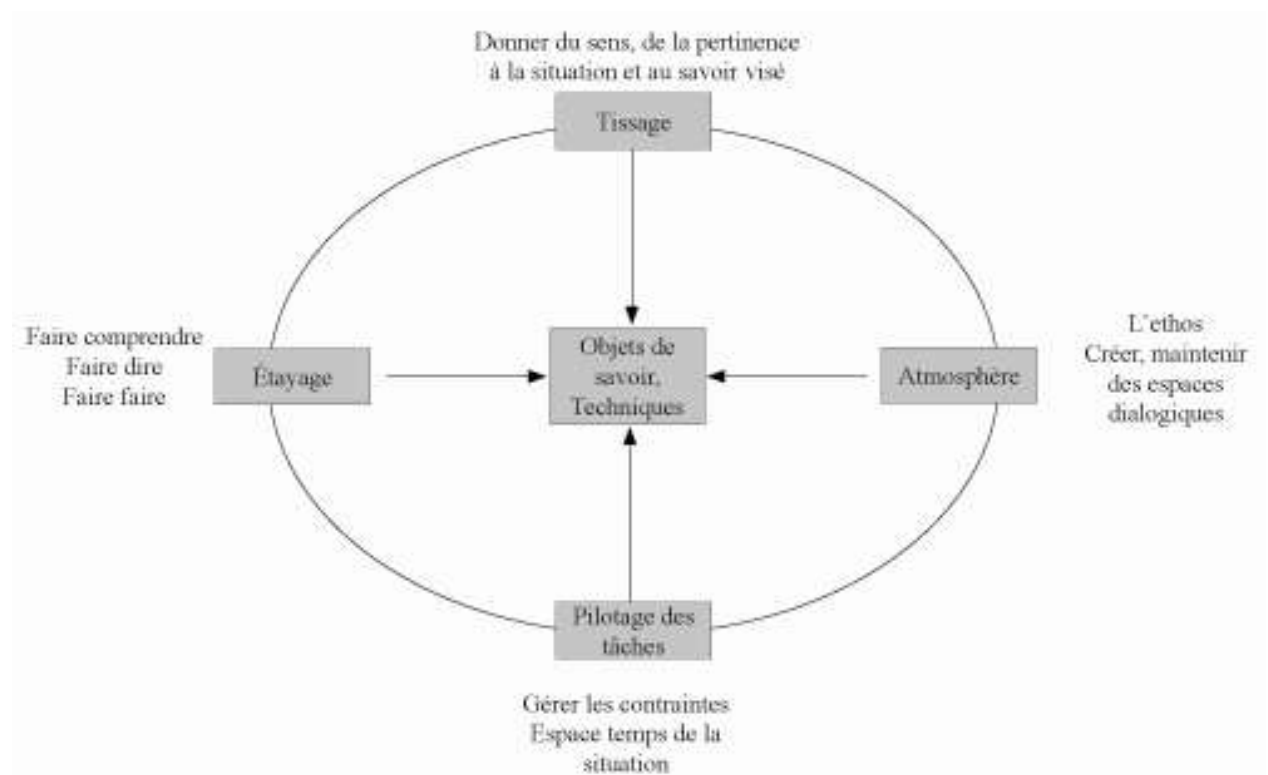 Donner du sens, de la pertinence
à la situation et au savoir visé
Tissage
Faire comprendre
Faire dire
Faire faire
Étayage
Objets de
savoir,
Techniques
Atmosphère
L'ethos
Créer, maintenir
des espaces
dialogiques
Pilotage des
tâches
Gérer les contraintes
Espace temps de la
situation